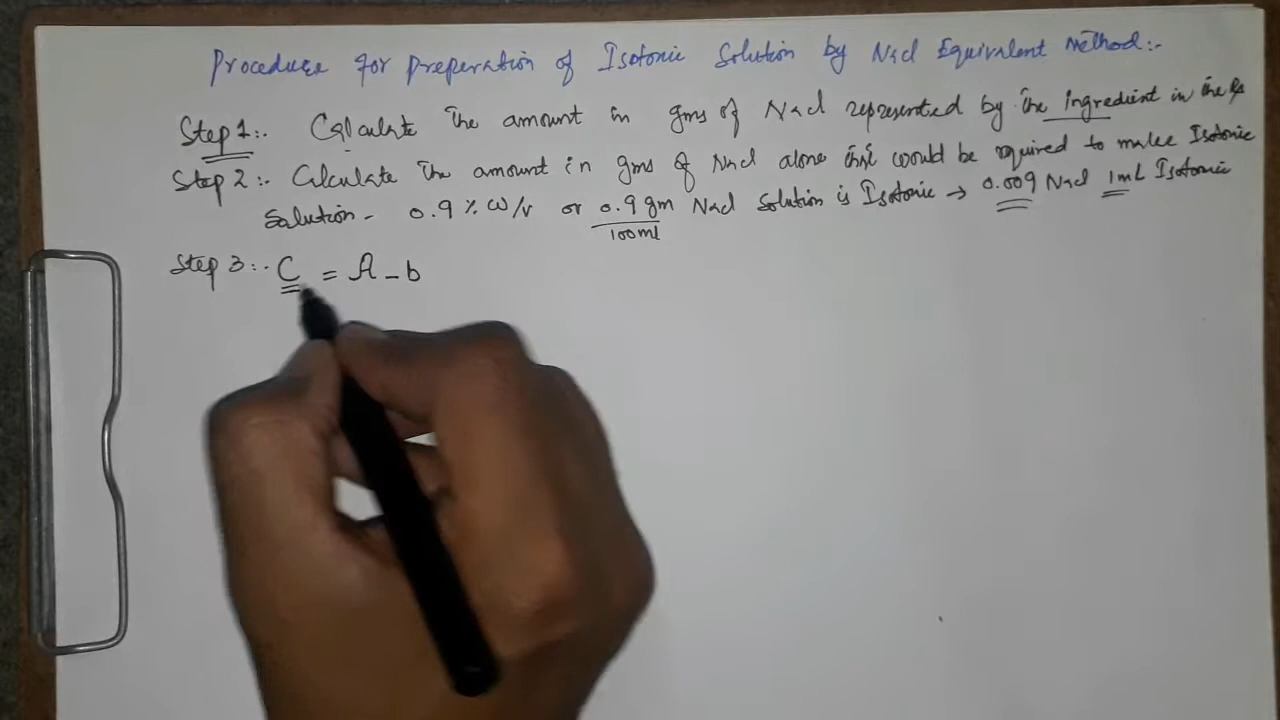 Procedure for preperation of Isotonic Solution by Nacl Equivalent Method:-
Step 1:- Calculate The amount in gms of Nacl represented by the ingredient in the Rx
Step 2:- Calculate The amount in gms of Nacl alone that would be required to make Isotonic
Solution - 0.9 % w/v or 0.9 gm/100ml Nacl Solution is Isotonic → 0.009 Nacl 1mL Isotonic
Step 3:- C = A - b